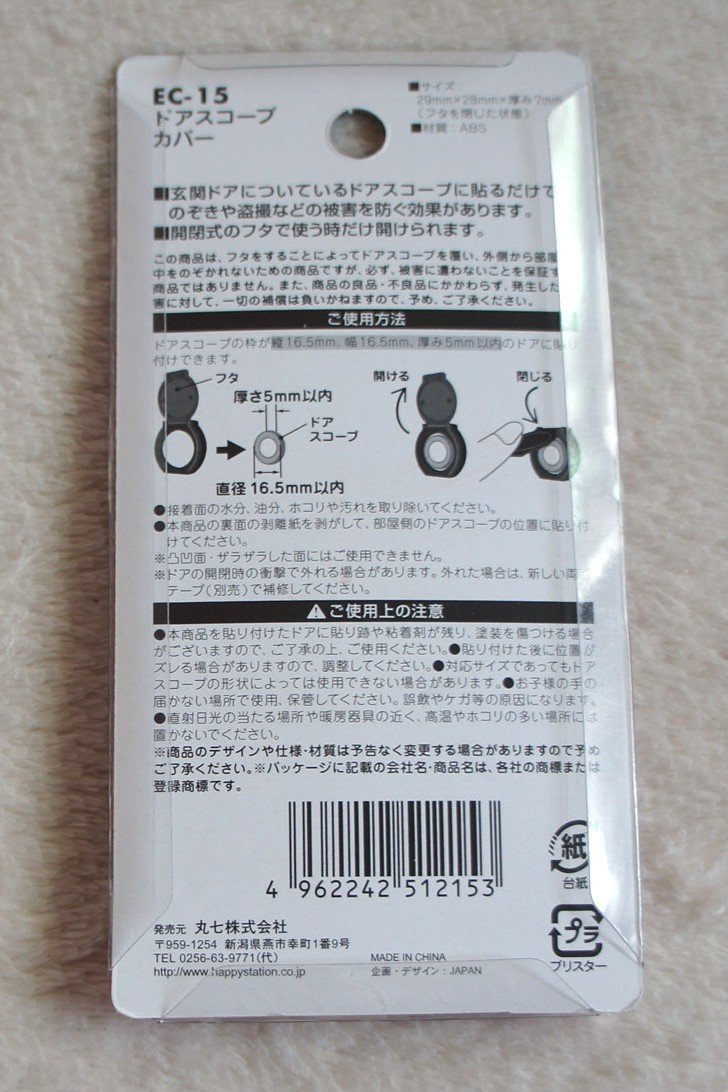 EC-15
ドアスコープ
カバー
■サイズ:
29mm×28mm×厚み7mm
(フタを閉じた状態)
■材質:ABS
■玄関ドアについているドアスコープに貼るだけで
のぞきや盗撮などの被害を防ぐ効果があります。
■開閉式のフタで使う時だけ開けられます。
この商品は、フタをすることによってドアスコープを覆い、外側から部屋
中をのぞかれないための商品ですが、必ず、被害に遭わないことを保証す
商品ではありません。また、商品の良品・不良品にかかわらず、発生した
害に対して、一切の補償は負いかねますので、予め、ご了承ください。
ご使用方法
ドアスコープの枠が縦16.5mm、幅16.5mm、厚み5mm以内のドアに貼り
付けできます。
フタ
厚さ5mm以内
ドア
スコープ
直径16.5mm以内
開ける
閉じる
●接着面の水分、油分、ホコリや汚れを取り除いてください。
●本商品の裏面の剥離紙を剥がして、部屋側のドアスコープの位置に貼り付
けてください。
※凸凹面・ザラザラした面にはご使用できません。
※ドアの開閉時の衝撃で外れる場合があります。外れた場合は、新しい両面
テープ(別売)で補修してください。
⚠ご使用上の注意
●本商品を貼り付けたドアに貼り跡や粘着剤が残り、塗装を傷つける場合
がございますので、ご了承の上、ご使用ください。●貼り付けた後に位置が
ズレる場合がありますので、調整してください。●対応サイズであってもドア
スコープの形状によっては使用できない場合があります。●お子様の手の
届かない場所で使用、保管してください。誤飲やケガ等の原因になります。
●直射日光の当たる場所や暖房器具の近く、高温やホコリの多い場所には
置かないでください。
※商品のデザインや仕様・材質は予告なく変更する場合がありますので予め
ご了承ください。※パッケージに記載の会社名・商品名は、各社の商標または
登録商標です。
4 962242 512153
紙
台紙
プラ
ブリスター
発売元 丸七株式会社
〒959-1254 新潟県燕市幸町1番9号
TEL 0256-63-9771(代)
http://www.happystation.co.jp
MADE IN CHINA
企画・デザイン:JAPAN